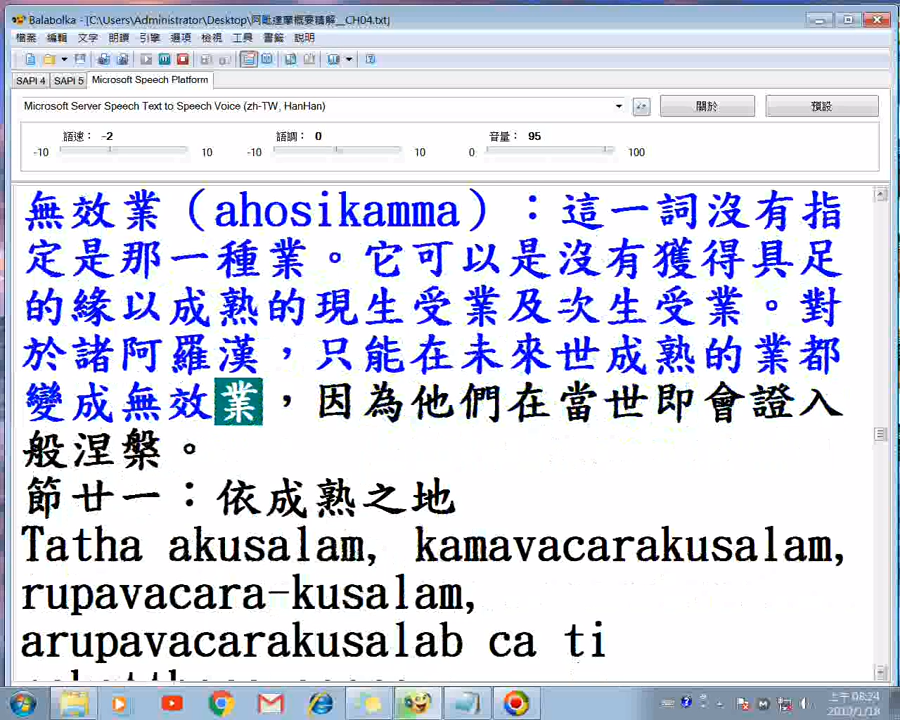 Balabolka - [C:\Users\Administrator\Desktop\阿毗達摩概要精解__CH04.txt]
檔案 編輯 文字 朗讀 引擎 選項 檢視 工具 書籤 説明
SAPI 4 SAPI 5 Microsoft Speech Platform
Microsoft Server Speech Text to Speech Voice (zh-TW, HanHan) 關於 預設
語速： -2 語調： 0 音量： 95
-10 10 -10 10 0 100
無效業（ahosikamma）：這一詞沒有指
定是那一種業。它可以是沒有獲得具足
的緣以成熟的現生受業及次生受業。對
於諸阿羅漢，只能在未來世成熟的業都
變成無效業，因為他們在當世即會證入
般涅槃。
節廿一：依成熟之地
Tatha akusalam, kamavacarakusalam,
rupavacara-kusalam,
arupavacarakusalab ca ti
上午 08:24
2019/1/18